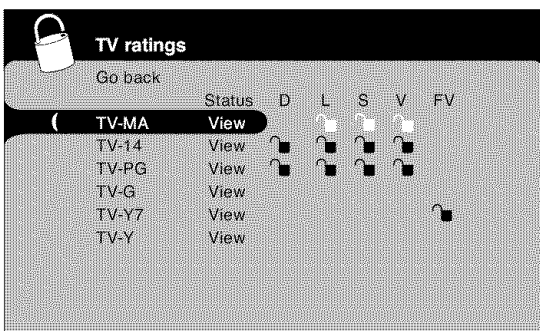 TV ratings
Go back
Status D L S V FV
TV-MA View
TV-14 View
TV-PG View
TV-G View
TV-Y7 View
TV-Y View